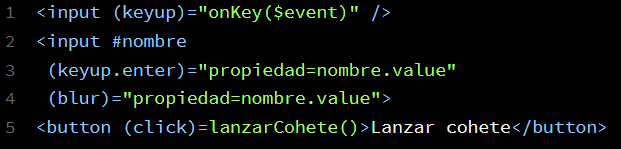 1 <input (keyup)="onKey($event)" />
2 <input #nombre
3 (keyup.enter)="propiedad=nombre.value"
4 (blur)="propiedad=nombre.value">
5 <button (click)=lanzarCohete()>Lanzar cohete</button>